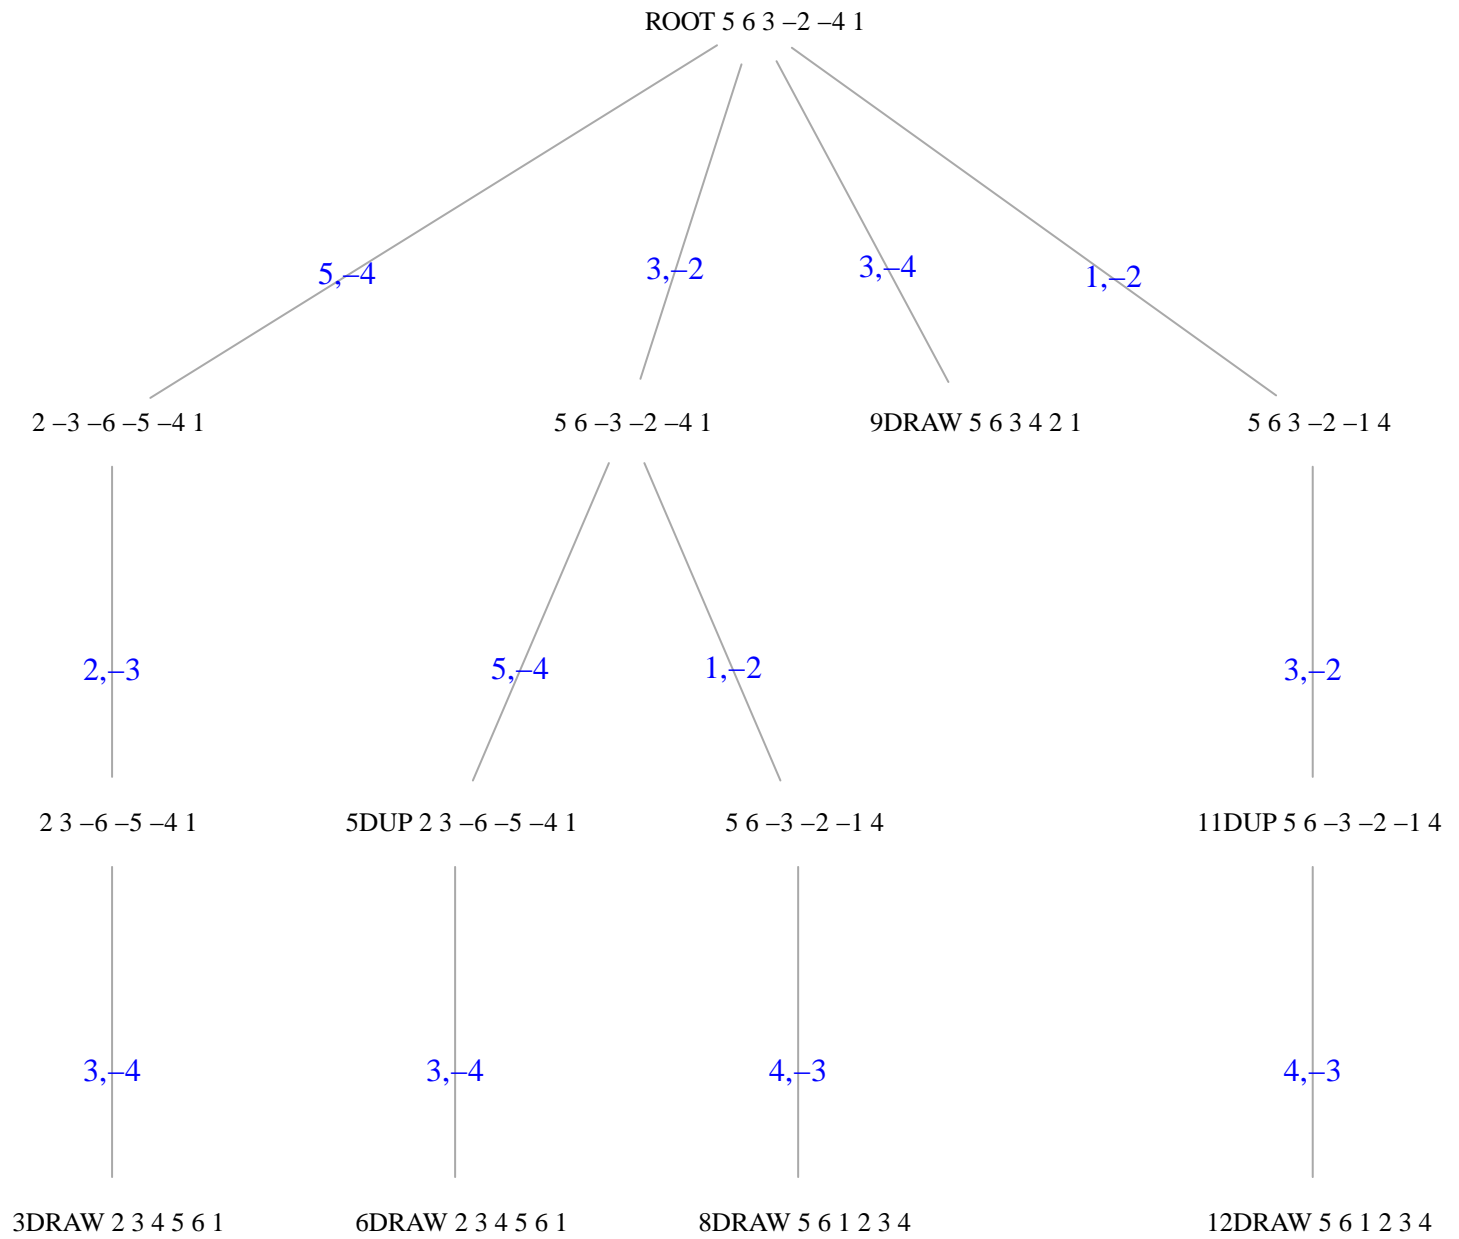 ROOT 5 6 3 –2 –4 1
5,–4
3,–2
3,–4
1,–2
2 –3 –6 –5 –4 1
5 6 –3 –2 –4 1
9DRAW 5 6 3 4 2 1
5 6 3 –2 –1 4
2,–3
5,–4
1,–2
3,–2
2 3 –6 –5 –4 1
5DUP 2 3 –6 –5 –4 1
5 6 –3 –2 –1 4
11DUP 5 6 –3 –2 –1 4
3,–4
3,–4
4,–3
4,–3
3DRAW 2 3 4 5 6 1
6DRAW 2 3 4 5 6 1
8DRAW 5 6 1 2 3 4
12DRAW 5 6 1 2 3 4